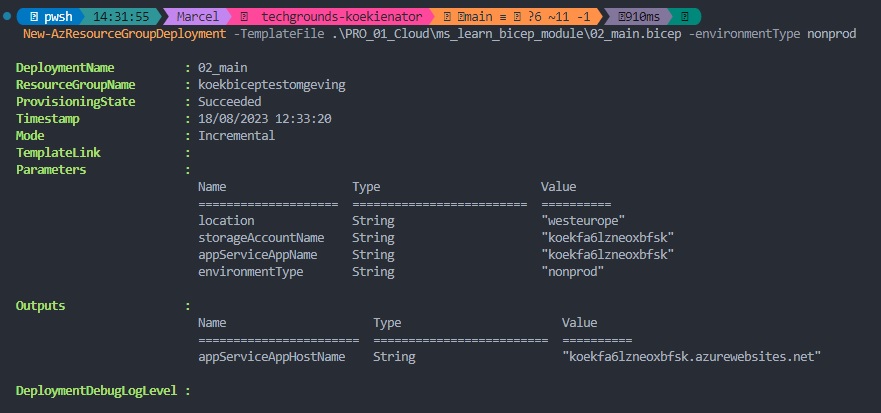 pwsh 14:31:55 Marcel techgrounds-koekienator main ≡ ?6 ~11 -1 910ms
New-AzResourceGroupDeployment -TemplateFile .\PRO_01_Cloud\ms_learn_bicep_module\02_main.bicep -environmentType nonprod
DeploymentName : 02_main
ResourceGroupName : koekbiceptestomgeving
ProvisioningState : Succeeded
Timestamp : 18/08/2023 12:33:20
Mode : Incremental
TemplateLink :
Parameters :
Name Type Value
==================== ========================= ==========
location String "westeurope"
storageAccountName String "koekfa6lzneoxbfsk"
appServiceAppName String "koekfa6lzneoxbfsk"
environmentType String "nonprod"
Outputs :
Name Type Value
======================= ========================= ==========
appServiceAppHostName String "koekfa6lzneoxbfsk.azurewebsites.net"
DeploymentDebugLogLevel :